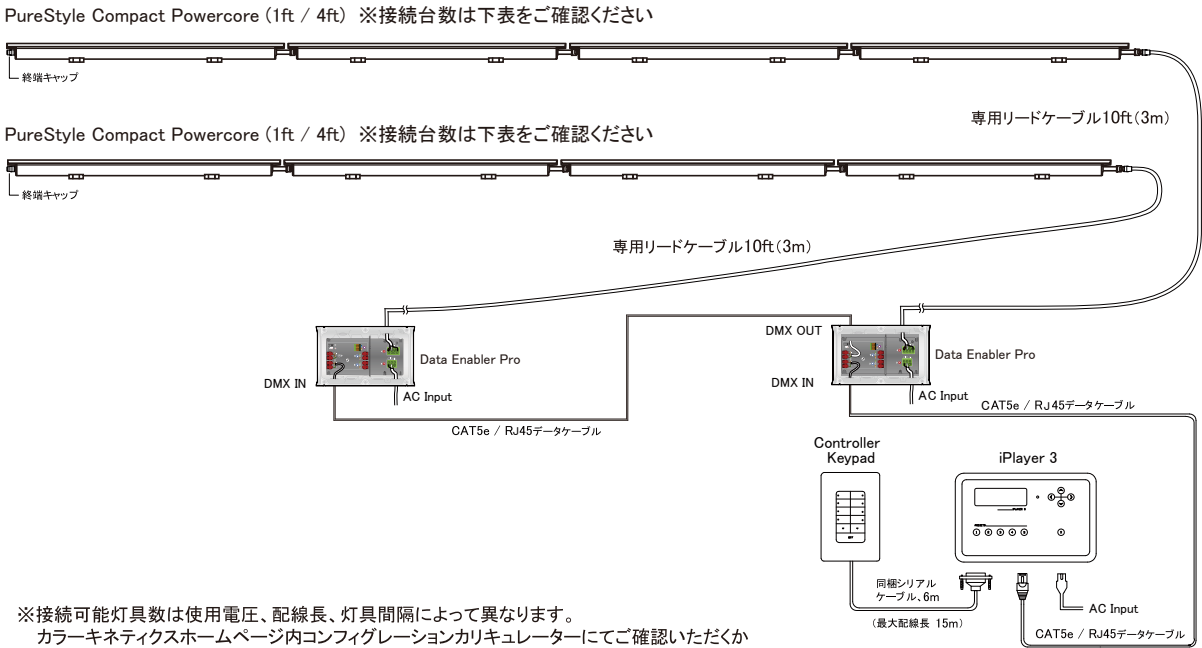 PureStyle Compact Powercore (1ft / 4ft) ※接続台数は下表をご確認ください
終端キャップ
専用リードケーブル10ft(3m)
PureStyle Compact Powercore (1ft / 4ft) ※接続台数は下表をご確認ください
終端キャップ
専用リードケーブル10ft(3m)
DMX OUT
Data Enabler Pro
Data Enabler Pro
DMX IN
DMX IN
AC Input
AC Input
CAT5e / RJ45データケーブル
CAT5e / RJ45データケーブル
Controller
Keypad
iPlayer 3
同梱シリアル
ケーブル、6m
(最大配線長 15m)
AC Input
CAT5e / RJ45データケーブル
※接続可能灯具数は使用電圧、配線長、灯具間隔によって異なります。
カラーキネティクスホームページ内コンフィグレーションカリキュレーターにてご確認いただくか